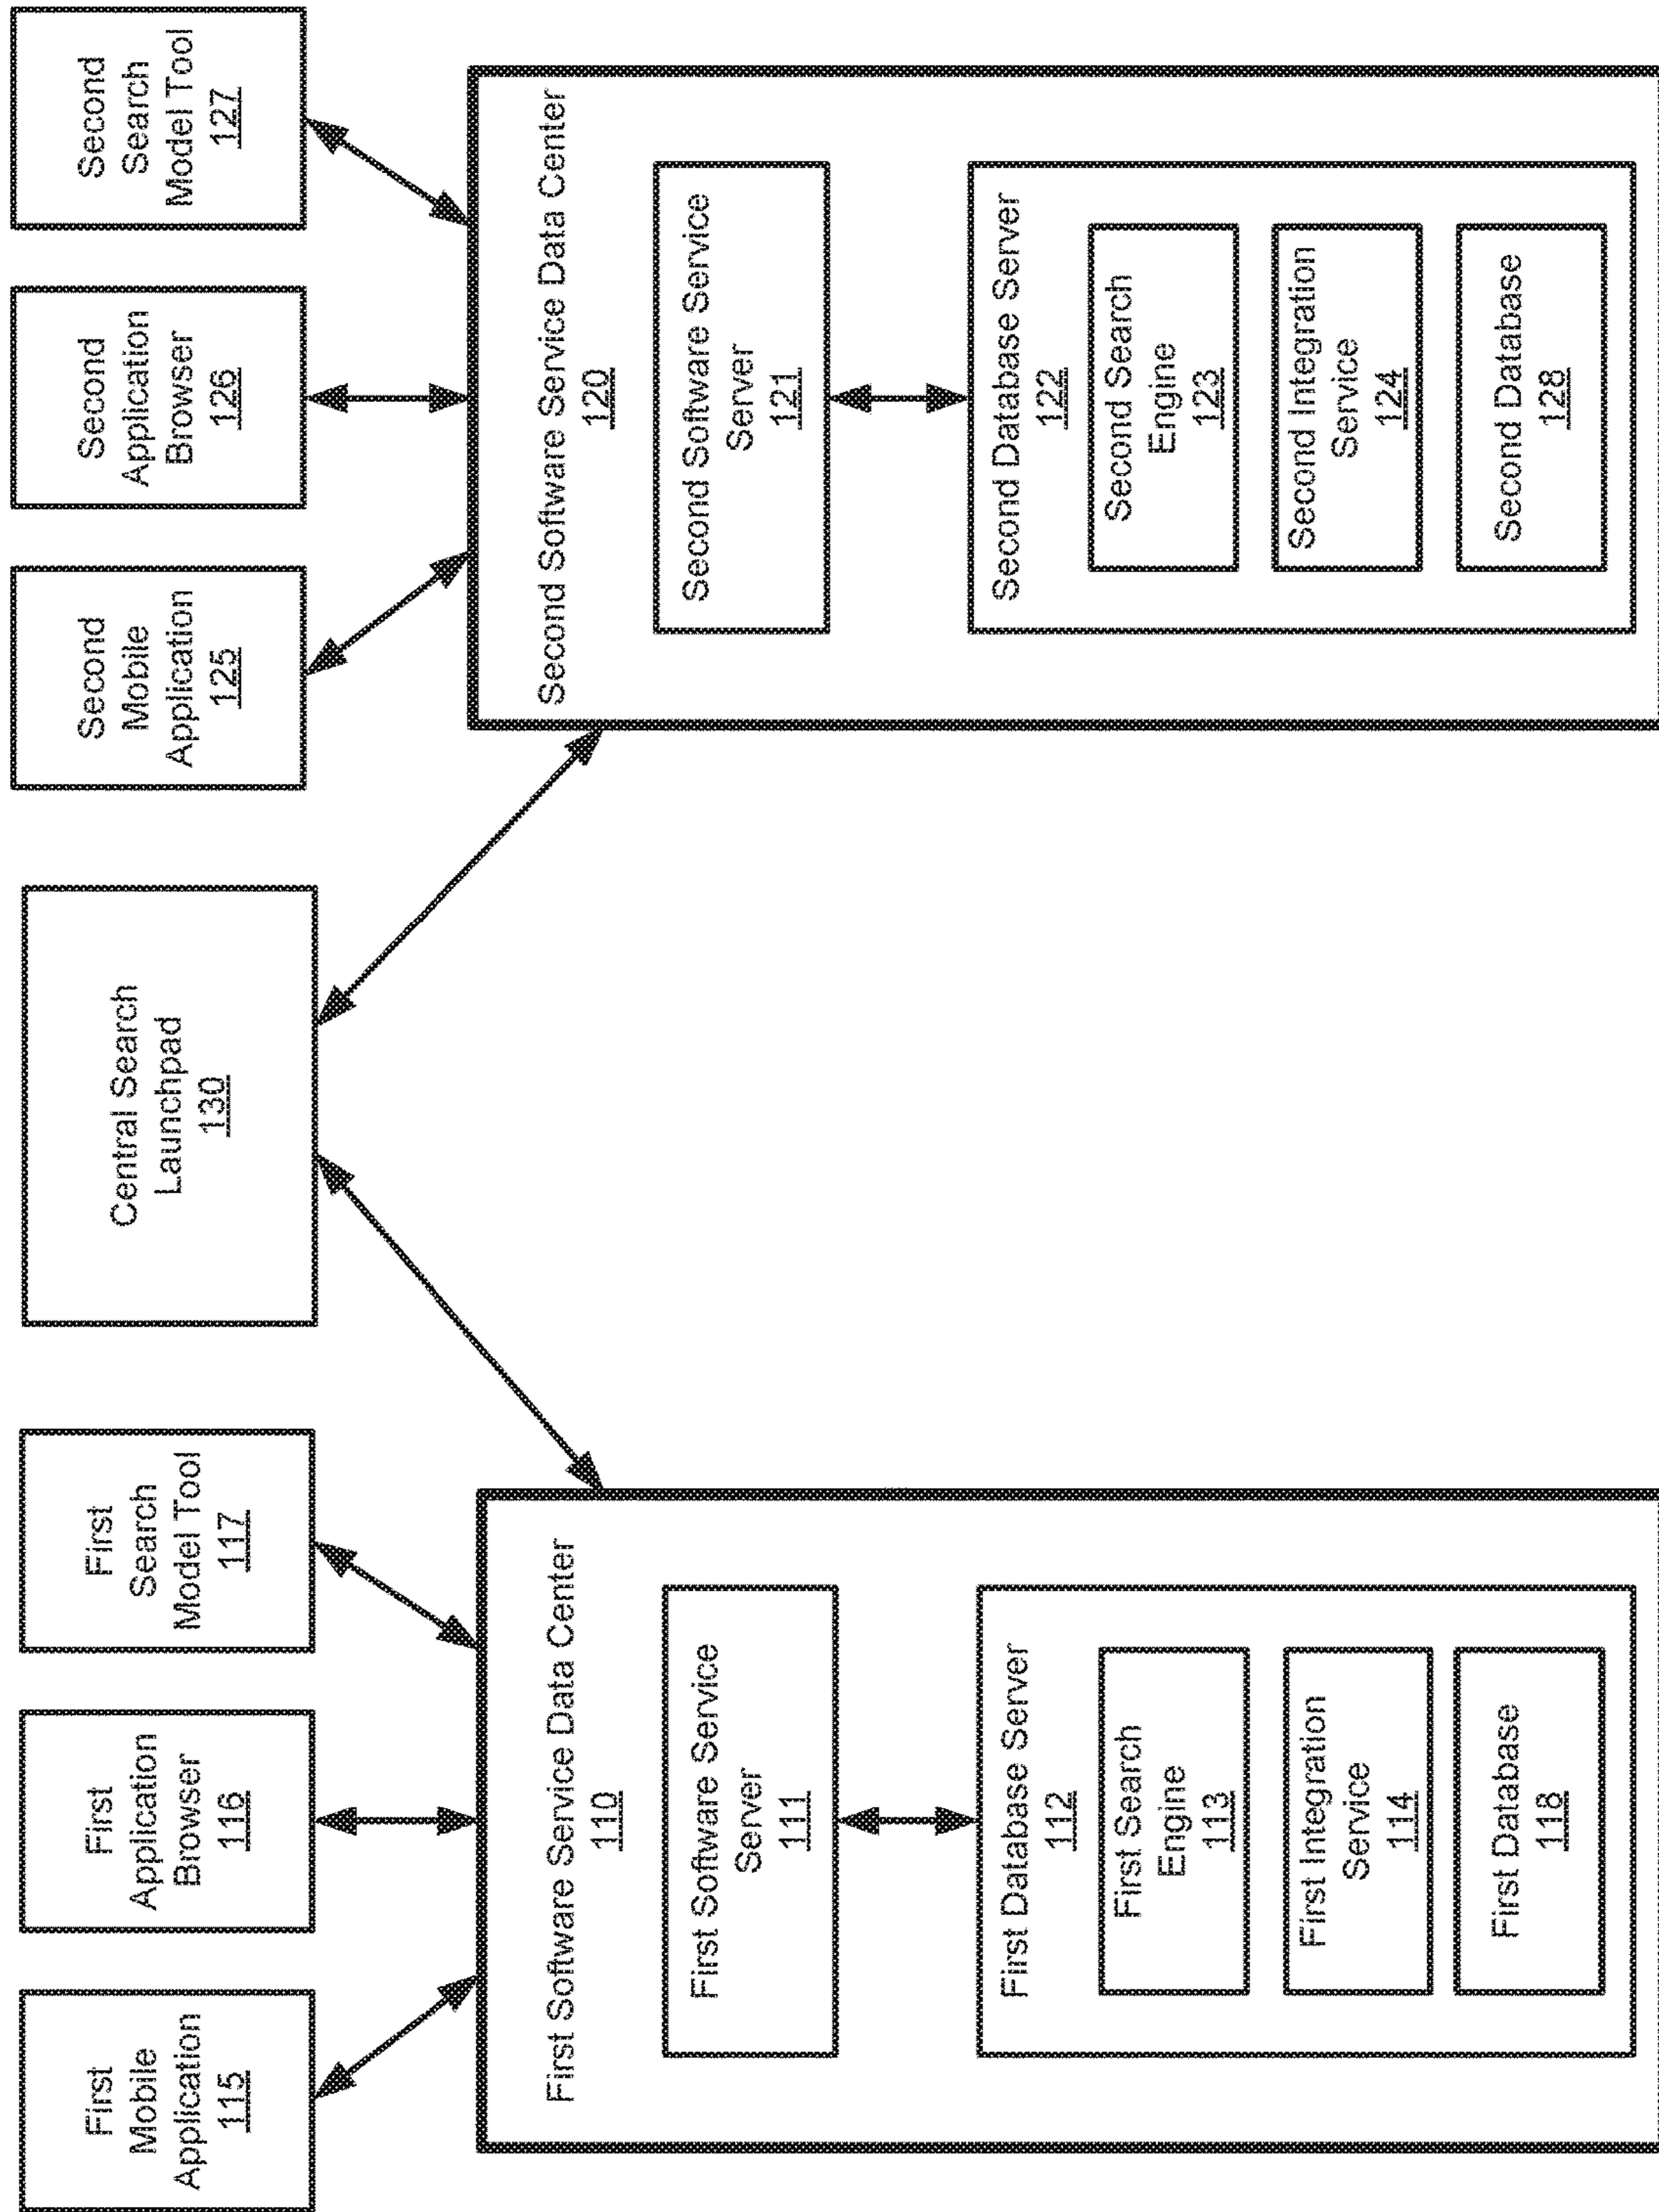 First
Mobile
Application
115
First
Application
Browser
116
First
Search
Model Tool
117
Central Search
Launchpad
130
Second
Mobile
Application
125
Second
Application
Browser
126
Second
Search
Model Tool
127
First Software Service Data Center
110
First Software Service
Server
111
First Database Server
112
First Search
Engine
113
First Integration
Service
114
First Database
118
Second Software Service Data Center
120
Second Software Service
Server
121
Second Database Server
122
Second Search
Engine
123
Second Integration
Service
124
Second Database
128